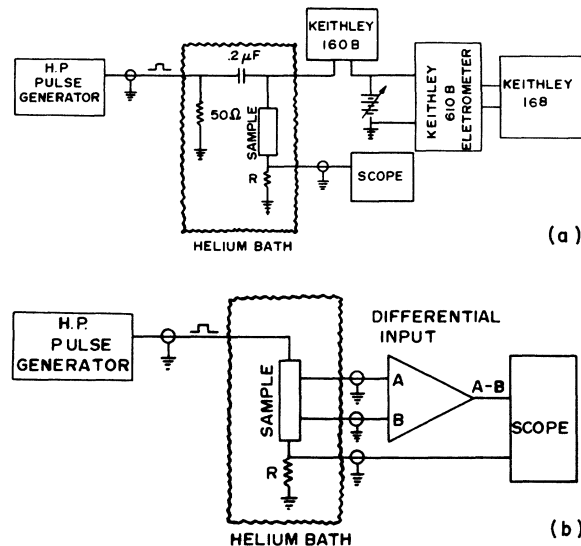 KEITHLEY
160 B
.2 μF
H.P.
PULSE
GENERATOR
50Ω
SAMPLE
R
KEITHLEY
610 B
ELETROMETER
KEITHLEY
168
SCOPE
HELIUM BATH
(a)
H.P.
PULSE
GENERATOR
DIFFERENTIAL
INPUT
SAMPLE
A
B
A-B
SCOPE
R
HELIUM BATH
(b)